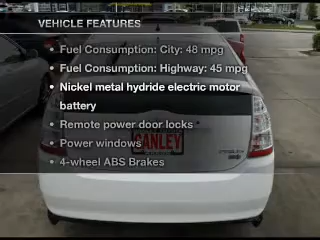 VEHICLE FEATURES
• Fuel Consumption: City: 48 mpg
• Fuel Consumption: Highway: 45 mpg
• Nickel metal hydride electric motor
battery
• Remote power door locks
• Power windows
• 4-wheel ABS Brakes
GANLEY